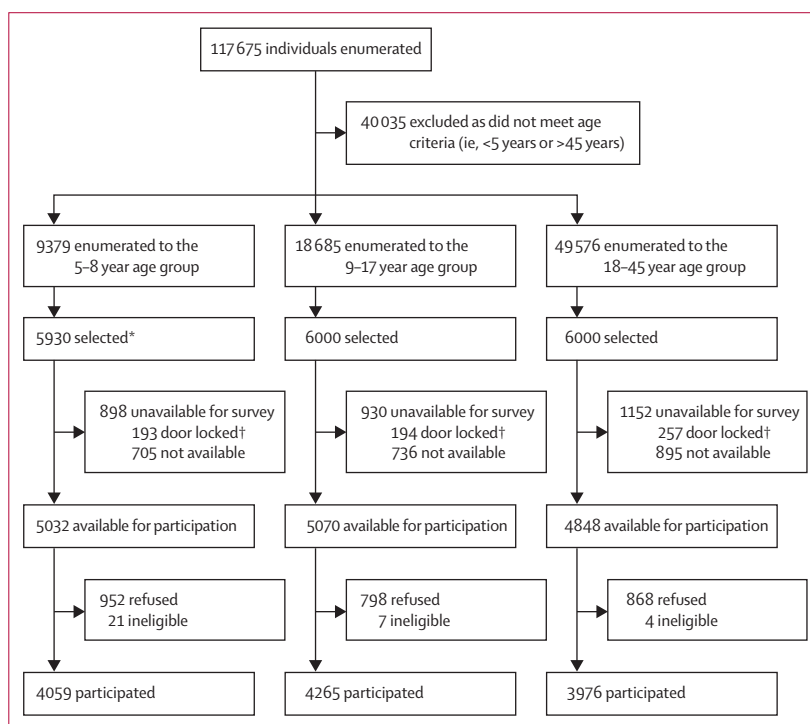 117 675 individuals enumerated
40 035 excluded as did not meet age
criteria (ie, <5 years or >45 years)
9379 enumerated to the
5–8 year age group
18 685 enumerated to the
9–17 year age group
49 576 enumerated to the
18–45 year age group
5930 selected*
6000 selected
6000 selected
898 unavailable for survey
193 door locked†
705 not available
930 unavailable for survey
194 door locked†
736 not available
1152 unavailable for survey
257 door locked†
895 not available
5032 available for participation
5070 available for participation
4848 available for participation
952 refused
21 ineligible
798 refused
7 ineligible
868 refused
4 ineligible
4059 participated
4265 participated
3976 participated